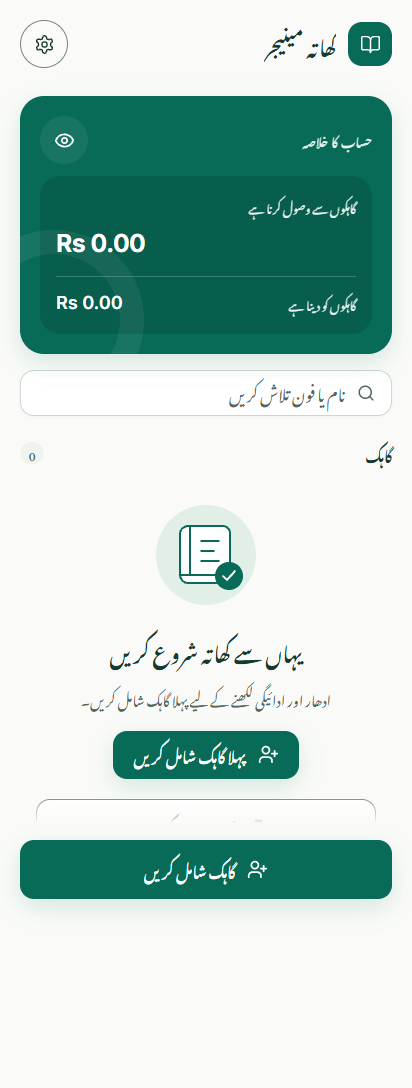 کھاتہ مینیجر
حساب کا خلاصہ
گاہکوں سے وصول کرنا ہے
Rs 0.00
گاہکوں کو دینا ہے
Rs 0.00
نام یا فون تلاش کریں
گاہک
0
یہاں سے کھاتہ شروع کریں
ادھار اور ادائیگی لکھنے کے لیے پہلا گاہک شامل کریں۔
پہلا گاہک شامل کریں
گاہک شامل کریں